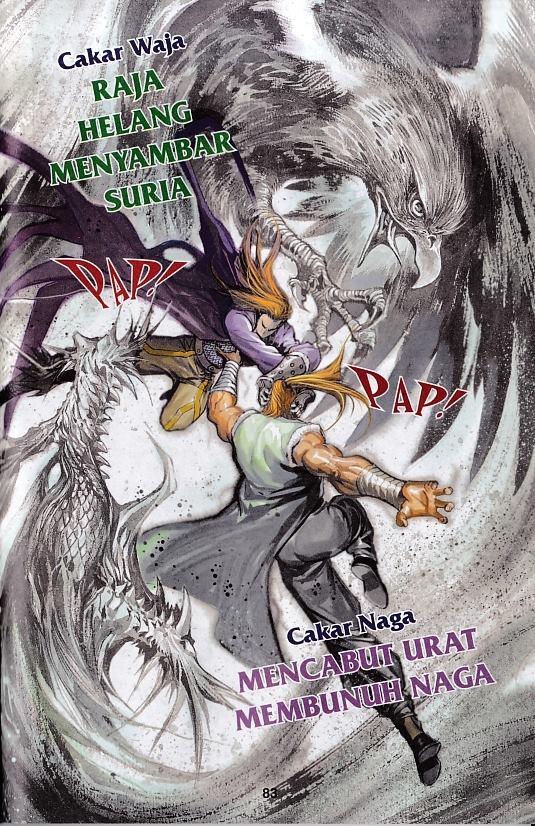 Cakar Waja
RAJA
HELANG
MENYAMBAR
SURIA
PAP!
PAP!
Cakar Naga
MENCABUT URAT
MEMBUNUH NAGA
83